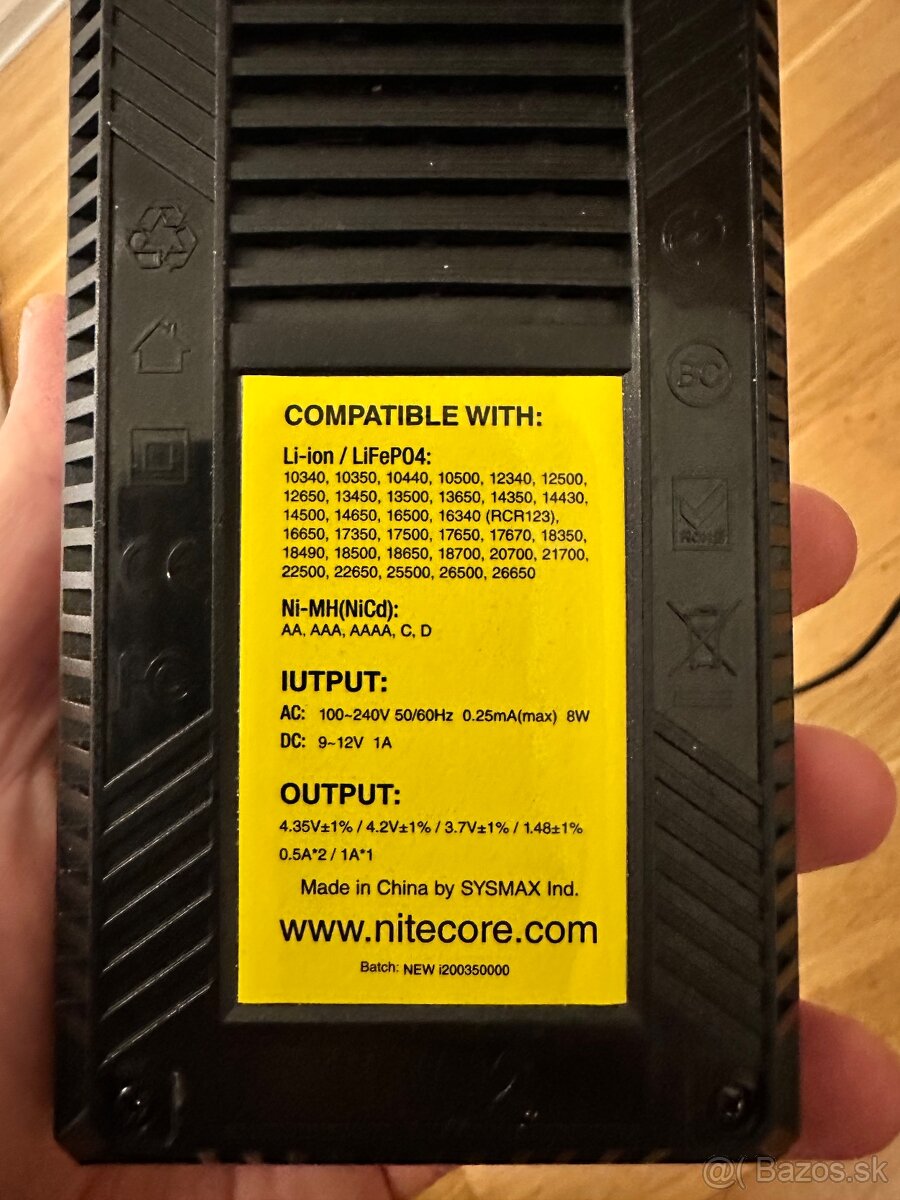 COMPATIBLE WITH:
Li-ion / LiFePO4:
10340, 10350, 10440, 10500, 12340, 12500,
12650, 13450, 13500, 13650, 14350, 14430,
14500, 14650, 16500, 16340 (RCR123),
16650, 17350, 17500, 17650, 17670, 18350,
18490, 18500, 18650, 18700, 20700, 21700,
22500, 22650, 25500, 26500, 26650
Ni-MH(NiCd):
AA, AAA, AAAA, C, D
IUTPUT:
AC: 100~240V 50/60Hz 0.25mA(max) 8W
DC: 9~12V 1A
OUTPUT:
4.35V±1% / 4.2V±1% / 3.7V±1% / 1.48±1%
0.5A*2 / 1A*1
Made in China by SYSMAX Ind.
www.nitecore.com
Batch: NEW i200350000
BC
RoHS
@( Bazos.sk